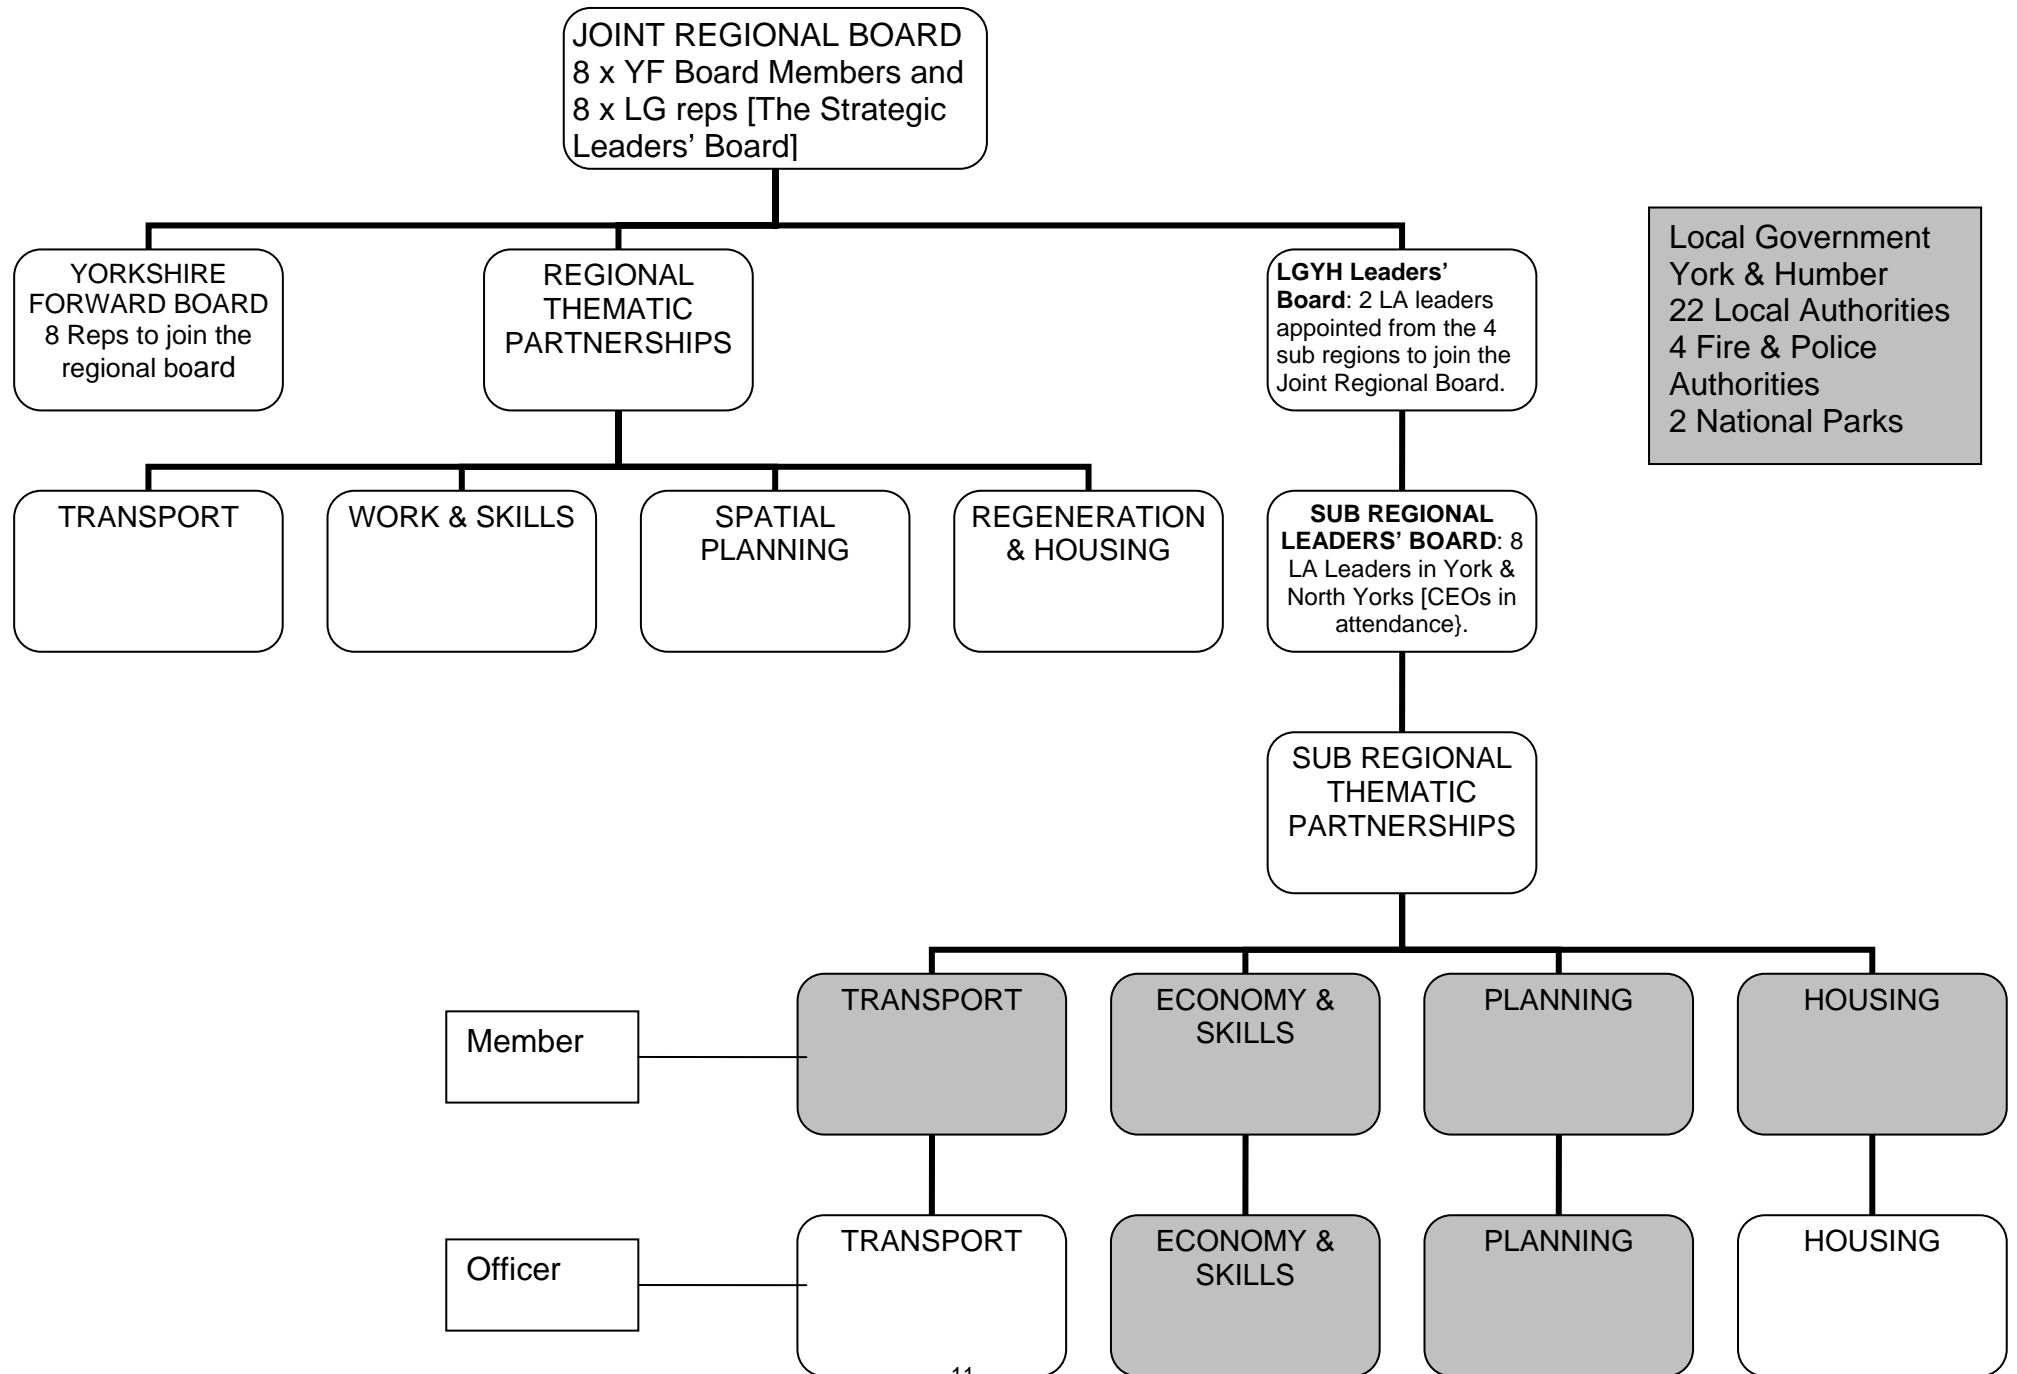 JOINT REGIONAL BOARD
8 x YF Board Members and
8 x LG reps [The Strategic
Leaders’ Board]
YORKSHIRE
FORWARD BOARD
8 Reps to join the
regional board
REGIONAL
THEMATIC
PARTNERSHIPS
LGYH Leaders’
Board: 2 LA leaders
appointed from the 4
sub regions to join the
Joint Regional Board.
Local Government
York & Humber
22 Local Authorities
4 Fire & Police
Authorities
2 National Parks
TRANSPORT
WORK & SKILLS
SPATIAL
PLANNING
REGENERATION
& HOUSING
SUB REGIONAL
LEADERS’ BOARD: 8
LA Leaders in York &
North Yorks [CEOs in
attendance}.
SUB REGIONAL
THEMATIC
PARTNERSHIPS
Member
TRANSPORT
ECONOMY &
SKILLS
PLANNING
HOUSING
Officer
TRANSPORT
ECONOMY &
SKILLS
PLANNING
HOUSING
11